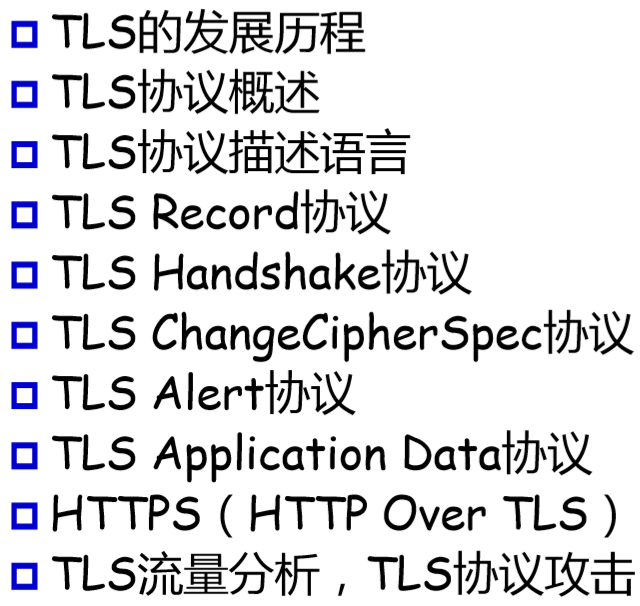 TLS的发展历程
TLS协议概述
TLS协议描述语言
TLS Record协议
TLS Handshake协议
TLS ChangeCipherSpec协议
TLS Alert协议
TLS Application Data协议
HTTPS（HTTP Over TLS）
TLS流量分析，TLS协议攻击